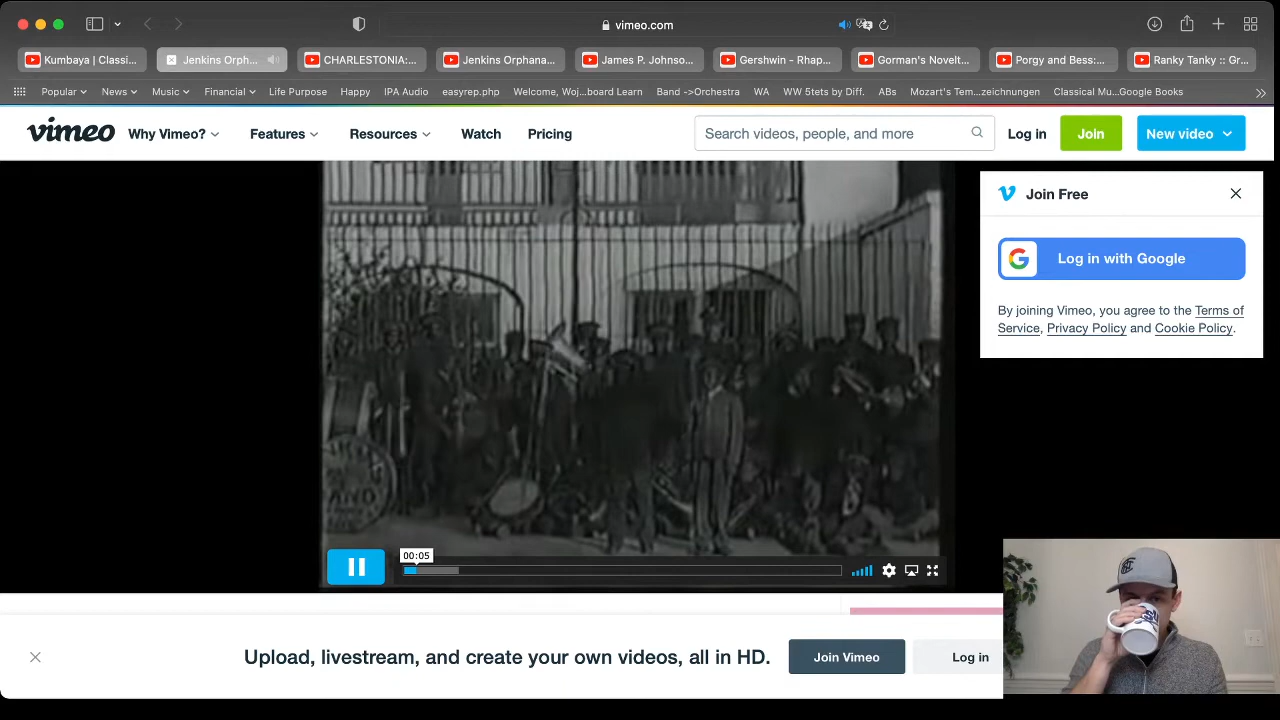 vimeo.com
Kumbaya | Classi...
Jenkins Orph...
CHARLESTONIA:...
Jenkins Orphana...
James P. Johnso...
Gershwin - Rhap...
Gorman's Novelt...
Porgy and Bess:...
Ranky Tanky :: Gr...
Popular
News
Music
Financial
Life Purpose
Happy
IPA Audio
easyrep.php
Welcome, Woj...board Learn
Band ->Orchestra
WA
WW 5tets by Diff.
ABs
Mozart's Tem...zeichnungen
Classical Mu...Google Books
vimeo
Why Vimeo?
Features
Resources
Watch
Pricing
Search videos, people, and more
Log in
Join
New video
Join Free
Log in with Google
By joining Vimeo, you agree to the Terms of
Service, Privacy Policy and Cookie Policy.
00:05
Upload, livestream, and create your own videos, all in HD.
Join Vimeo
Log in